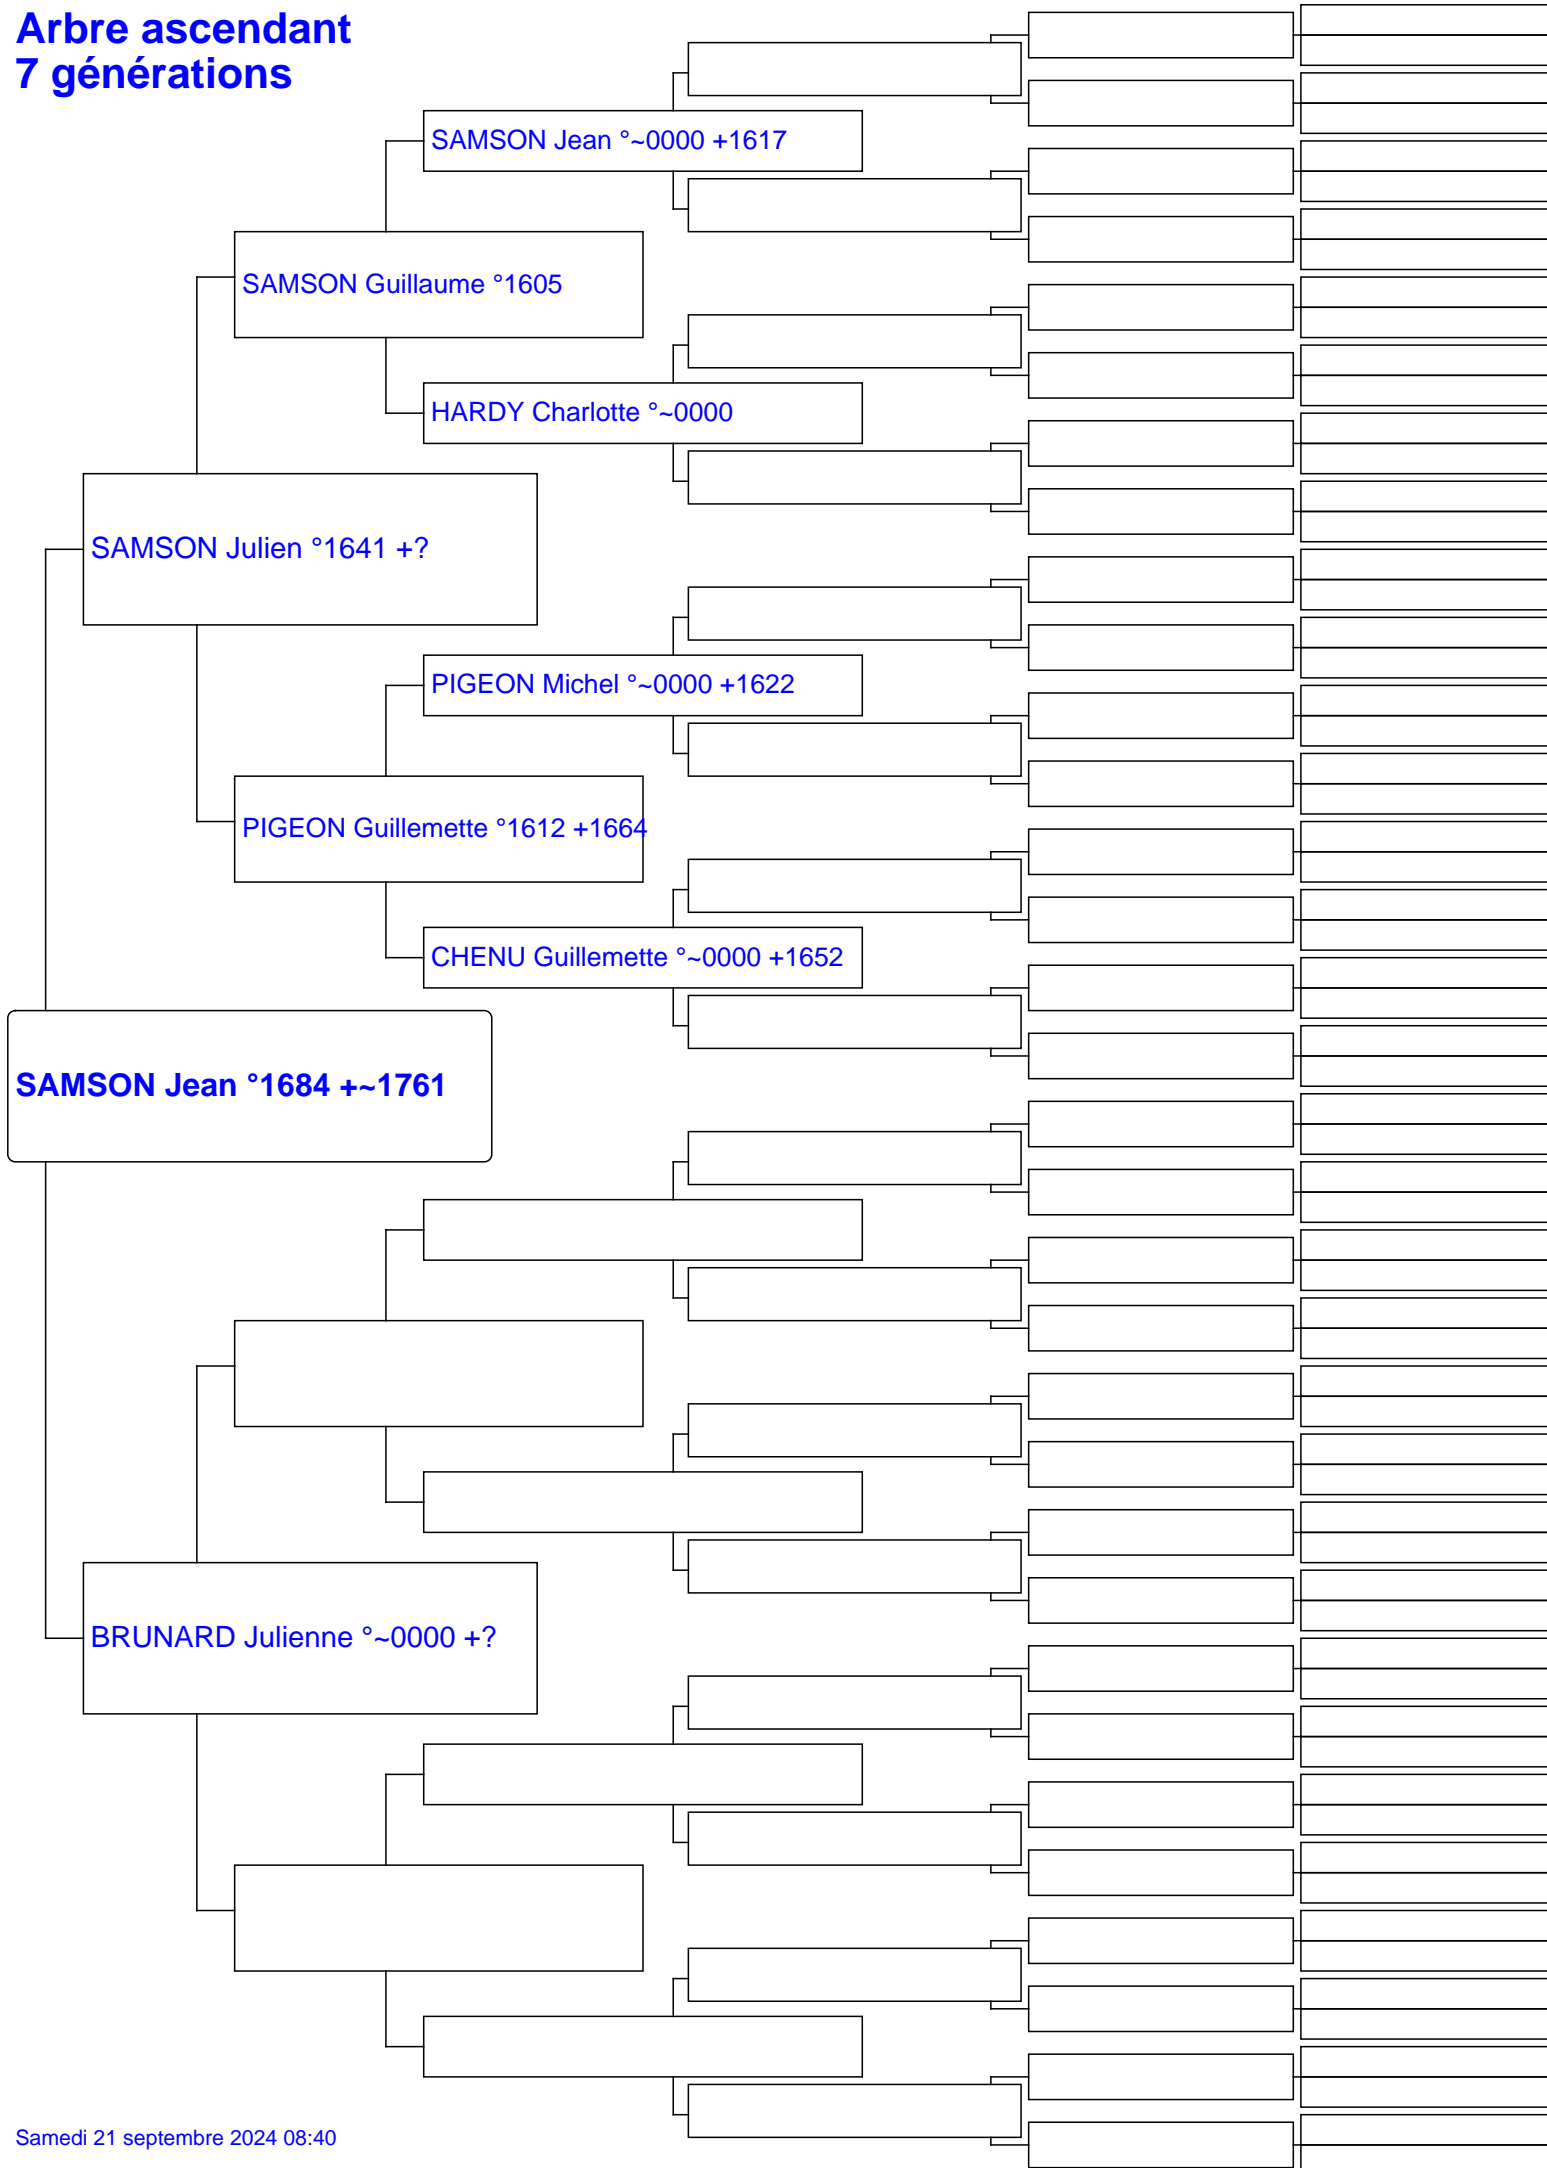 Arbre ascendant
7 générations
SAMSON Jean °~0000 +1617
SAMSON Guillaume °1605
HARDY Charlotte °~0000
SAMSON Julien °1641 +?
PIGEON Michel °~0000 +1622
PIGEON Guillemette °1612 +1664
CHENU Guillemette °~0000 +1652
SAMSON Jean °1684 +~1761
BRUNARD Julienne °~0000 +?
Samedi 21 septembre 2024 08:40